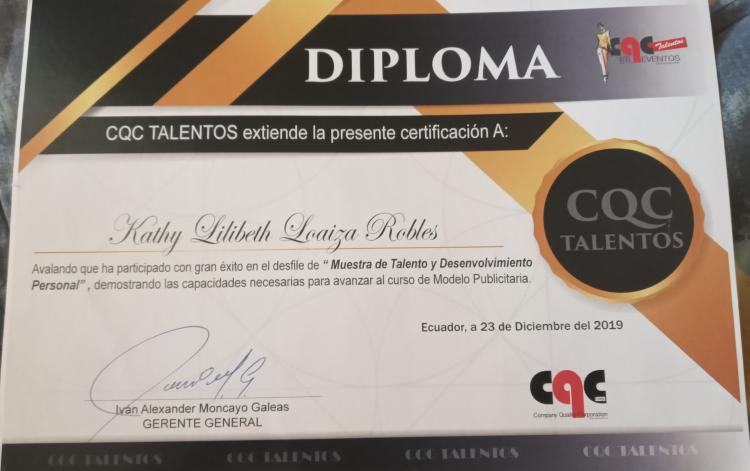 DIPLOMA
cqc Talentos
BTL EVENTOS
CQC TALENTOS extiende la presente certificación A:
CQC
TALENTOS
Kathy Lilibeth Loaiza Robles
Avalando que ha participado con gran éxito en el desfile de “ Muestra de Talento y Desenvolvimiento
Personal” , demostrando las capacidades necesarias para avanzar al curso de Modelo Publicitaria.
Ecuador, a 23 de Diciembre del 2019
Iván Alexander Moncayo Galeas
GERENTE GENERAL
cqc
Company Quality Corporation
CQC TALENTOS CQC TALENTOS CQC TALENTOS CQC TALENTOS